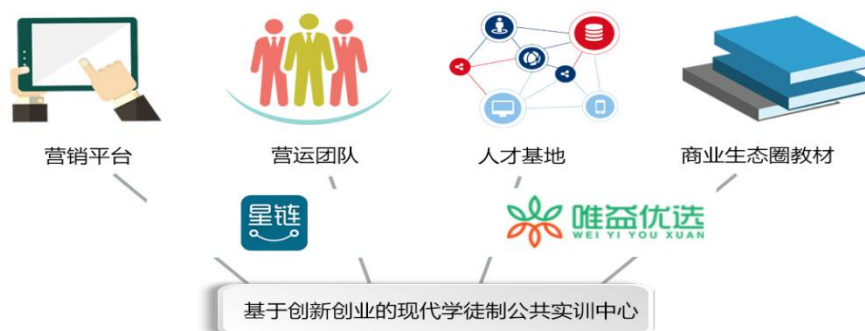 营销平台
营运团队
人才基地
商业生态圈教材
星链
唯益优选
WEI YI YOU XUAN
基于创新创业的现代学徒制公共实训中心